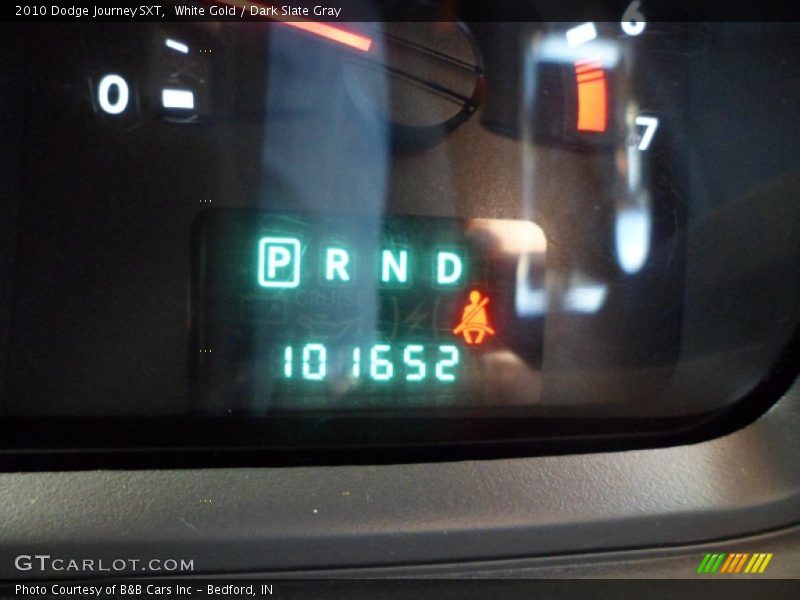 2010 Dodge Journey SXT, White Gold / Dark Slate Gray
6
0
7
P R N D
CRUISE
101652
GTCARLOT.COM
Photo Courtesy of B&B Cars Inc - Bedford, IN